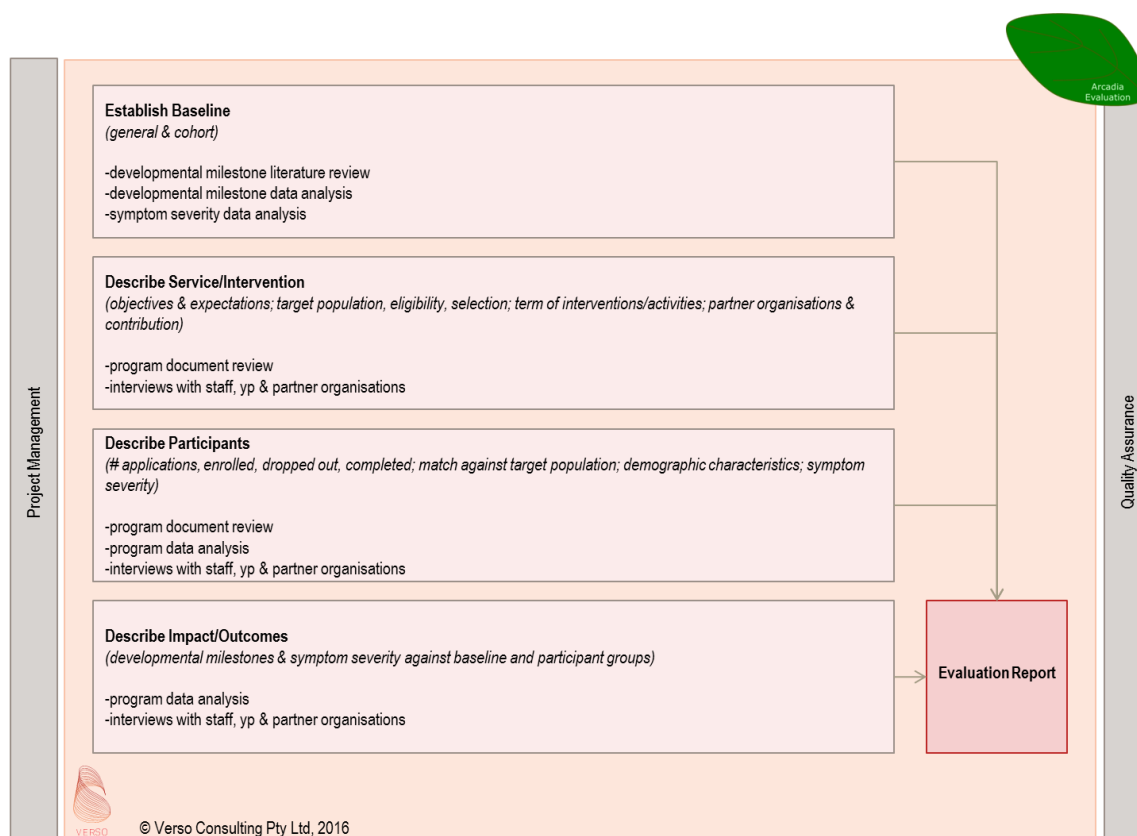 Arcadia
Evaluation
Project Management
Establish Baseline
(general & cohort)
-developmental milestone literature review
-developmental milestone data analysis
-symptom severity data analysis
Describe Service/Intervention
(objectives & expectations; target population, eligibility, selection; term of interventions/activities; partner organisations &
contribution)
-program document review
-interviews with staff, yp & partner organisations
Describe Participants
(# applications, enrolled, dropped out, completed; match against target population; demographic characteristics; symptom
severity)
-program document review
-program data analysis
-interviews with staff, yp & partner organisations
Describe Impact/Outcomes
(developmental milestones & symptom severity against baseline and participant groups)
-program data analysis
-interviews with staff, yp & partner organisations
Evaluation Report
Quality Assurance
VERSO
© Verso Consulting Pty Ltd, 2016